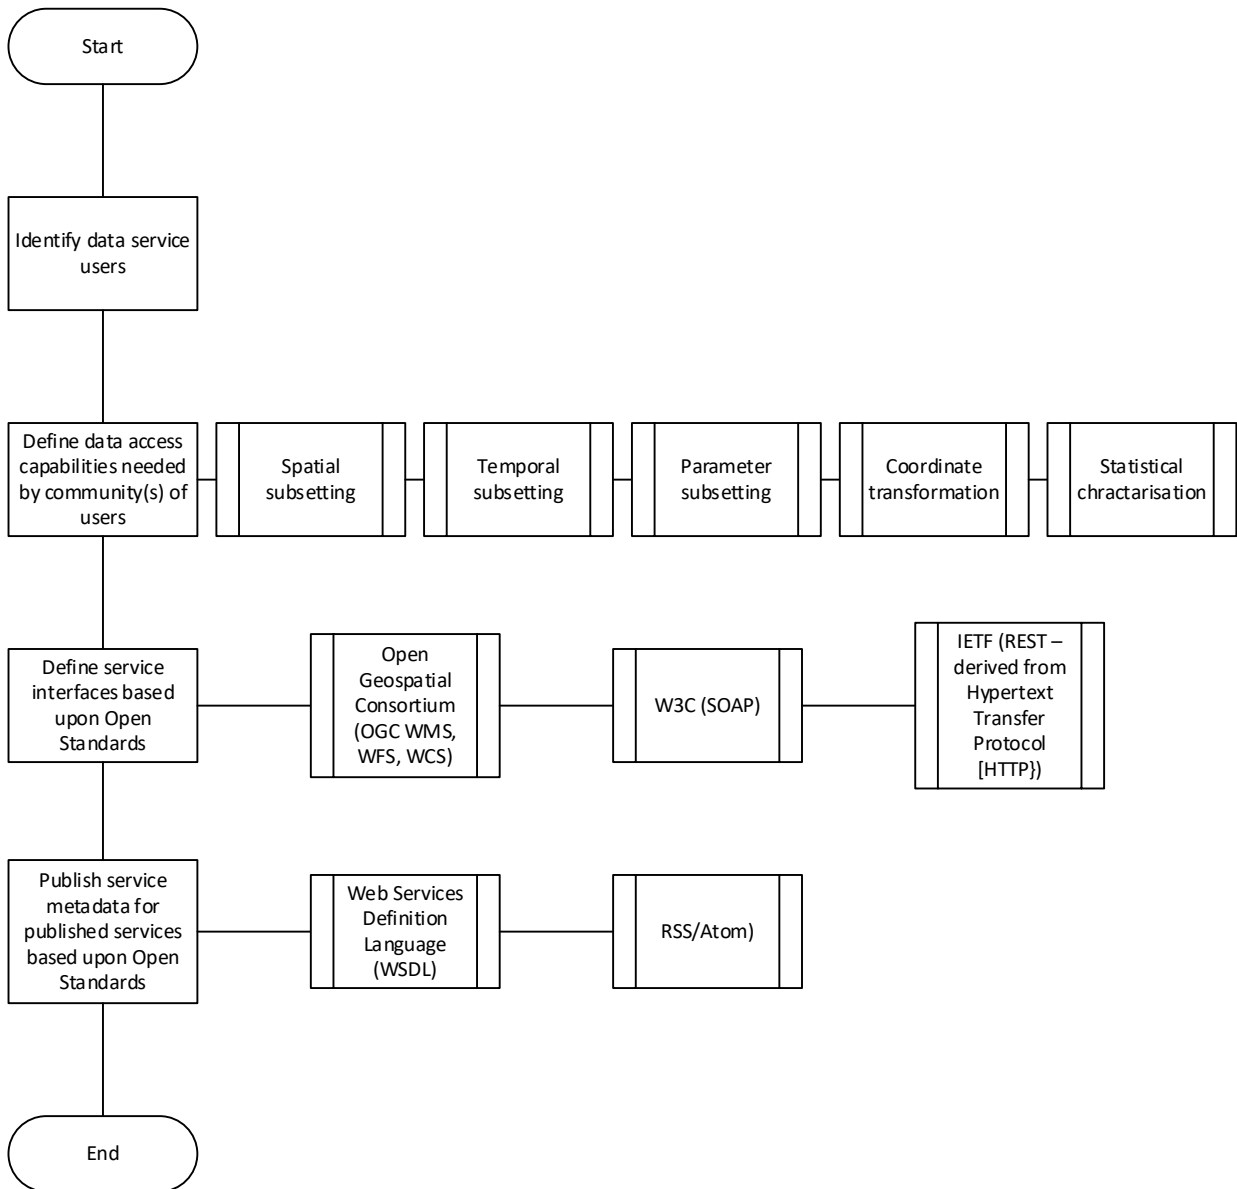 Start
Identify data service
users
Define data access
capabilities needed
by community(s) of
users
Spatial
subsetting
Temporal
subsetting
Parameter
subsetting
Coordinate
transformation
Statistical
chractarisation
Define service
interfaces based
upon Open
Standards
Open
Geospatial
Consortium
(OGC WMS,
WFS, WCS)
W3C (SOAP)
IETF (REST –
derived from
Hypertext
Transfer
Protocol
[HTTP})
Publish service
metadata for
published services
based upon Open
Standards
Web Services
Definition
Language
(WSDL)
RSS/Atom)
End